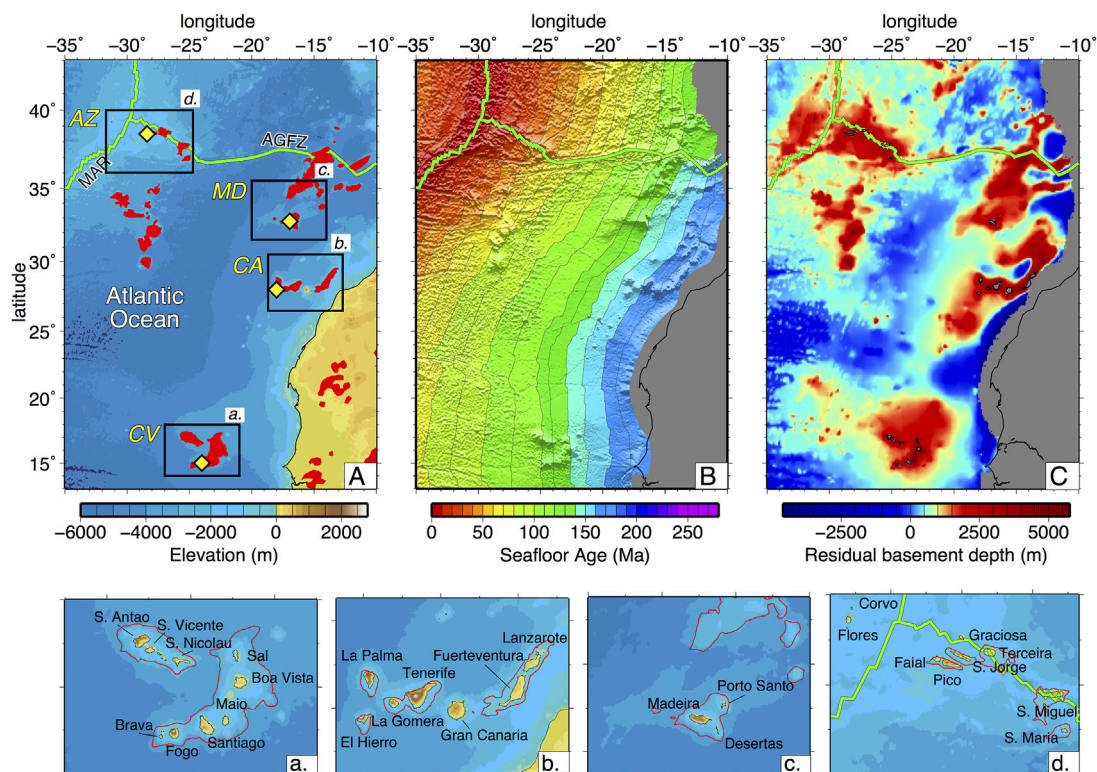 longitude
longitude
longitude
−35° −30° −25° −20° −15° −10°
−35° −30° −25° −20° −15° −10°
−35° −30° −25° −20° −15° −10°
latitude
40°
35°
30°
25°
20°
15°
AZ
d.
MAR
AGFZ
c.
MD
b.
CA
Atlantic
Ocean
a.
CV
A
B
C
−6000 −4000 −2000 0 2000
Elevation (m)
0 50 100 150 200 250
Seafloor Age (Ma)
−2500 0 2500 5000
Residual basement depth (m)
S. Antao
S. Vicente
S. Nicolau
Sal
Boa Vista
Maio
Brava
Fogo
Santiago
a.
Lanzarote
Fuerteventura
La Palma
Tenerife
La Gomera
El Hierro
Gran Canaria
b.
Porto Santo
Madeira
Desertas
c.
Corvo
Flores
Graciosa
Terceira
Faial
S. Jorge
Pico
S. Miguel
S. Maria
d.